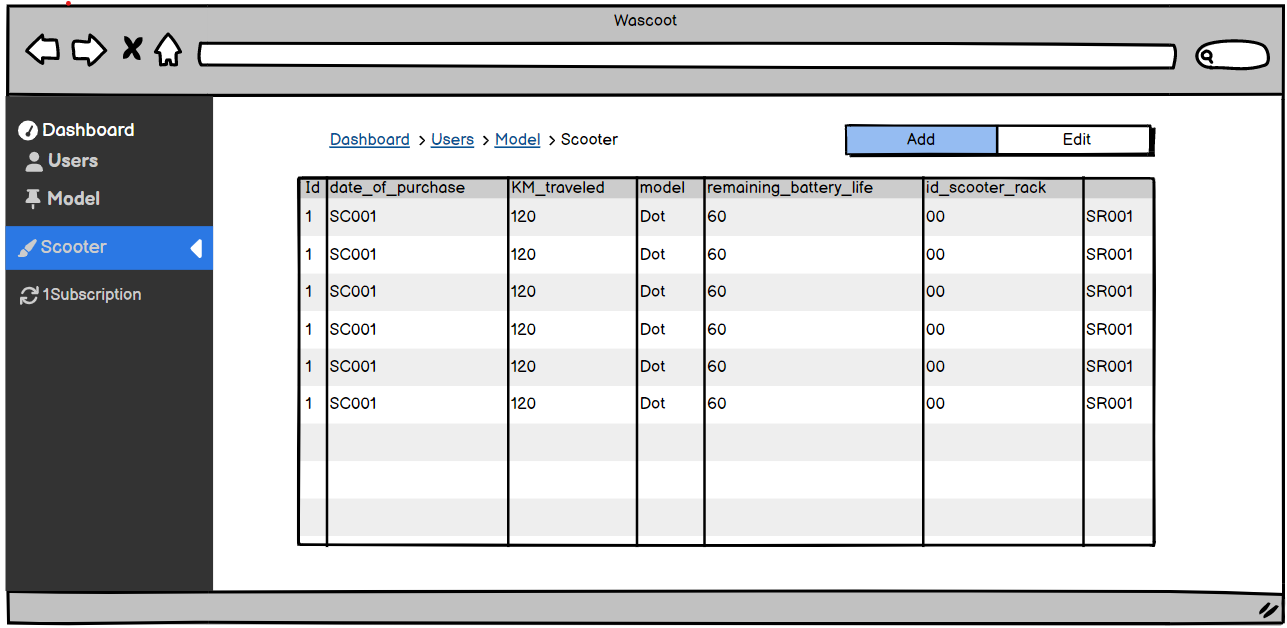 Wascoot
Dashboard
Users
Model
Scooter
1Subscription
Dashboard > Users > Model > Scooter
Add Edit
Id date_of_purchase KM_traveled model remaining_battery_life id_scooter_rack
1 SC001 120 Dot 60 00 SR001
1 SC001 120 Dot 60 00 SR001
1 SC001 120 Dot 60 00 SR001
1 SC001 120 Dot 60 00 SR001
1 SC001 120 Dot 60 00 SR001
1 SC001 120 Dot 60 00 SR001